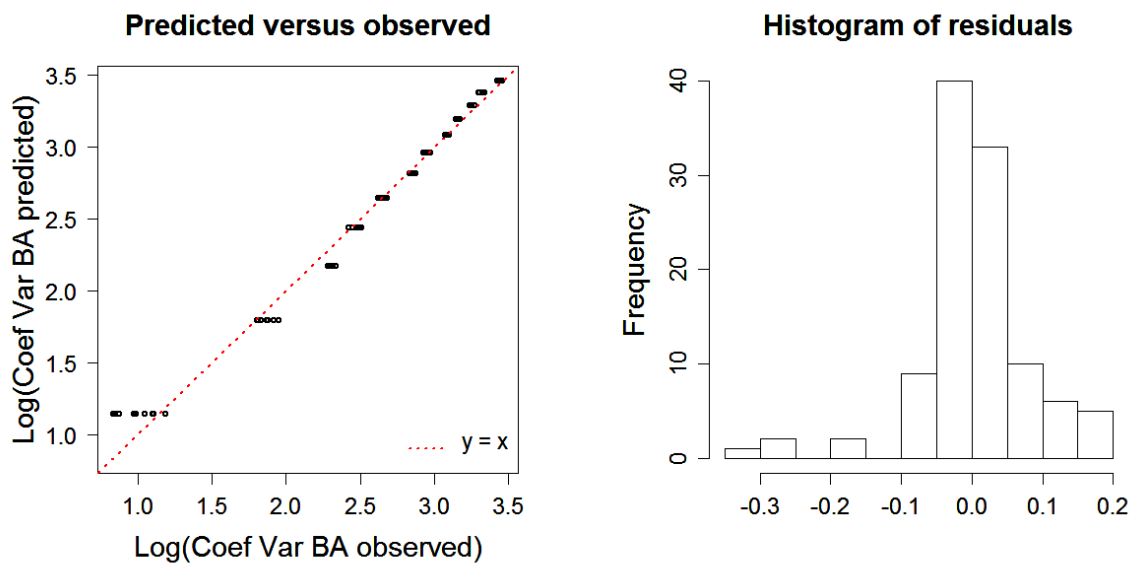 Predicted versus observed
Log(Coef Var BA predicted)
3.5
3.0
2.5
2.0
1.5
1.0
y = x
1.0 1.5 2.0 2.5 3.0 3.5
Log(Coef Var BA observed)
Histogram of residuals
Frequency
40
30
20
10
0
-0.3 -0.2 -0.1 0.0 0.1 0.2